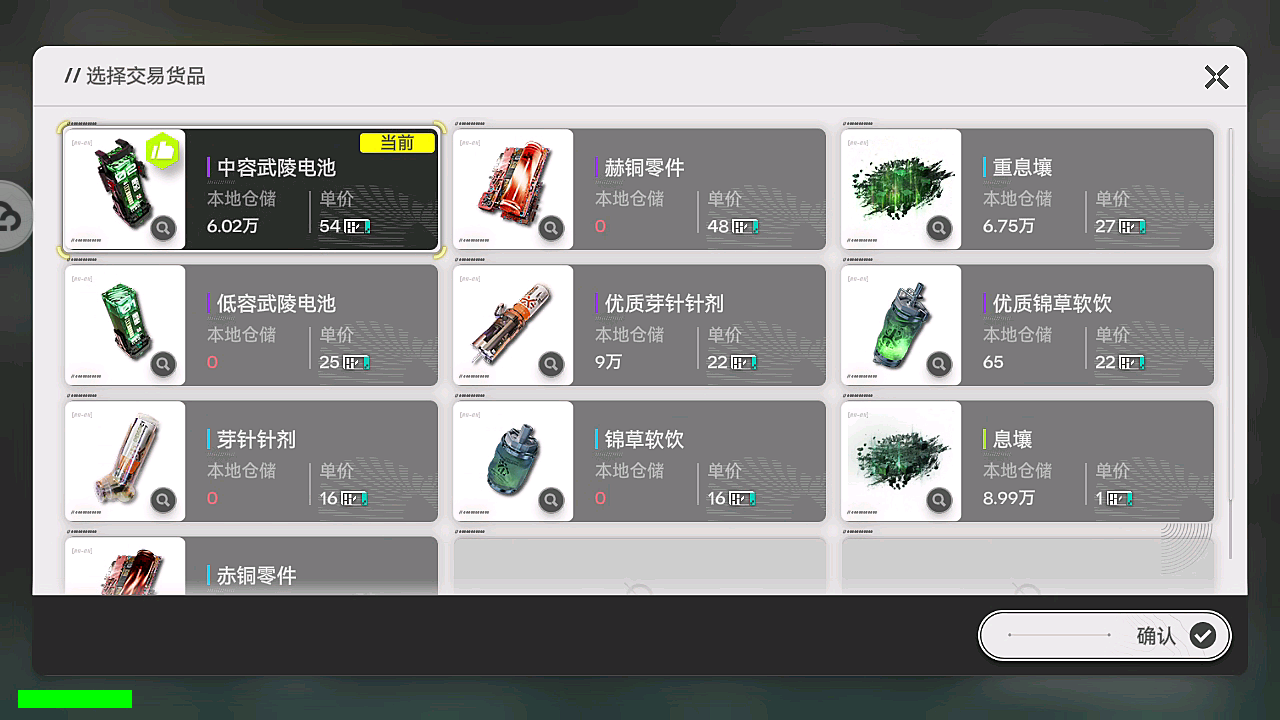 // 选择交易货品
当前
中容武陵电池
本地仓储 单价
6.02万 54
赫铜零件
本地仓储 单价
0 48
重息壤
本地仓储 单价
6.75万 27
低容武陵电池
本地仓储 单价
0 25
优质芽针针剂
本地仓储 单价
9万 22
优质锦草软饮
本地仓储 单价
65 22
芽针针剂
本地仓储 单价
0 16
锦草软饮
本地仓储 单价
0 16
息壤
本地仓储 单价
8.99万 1
赤铜零件
确认